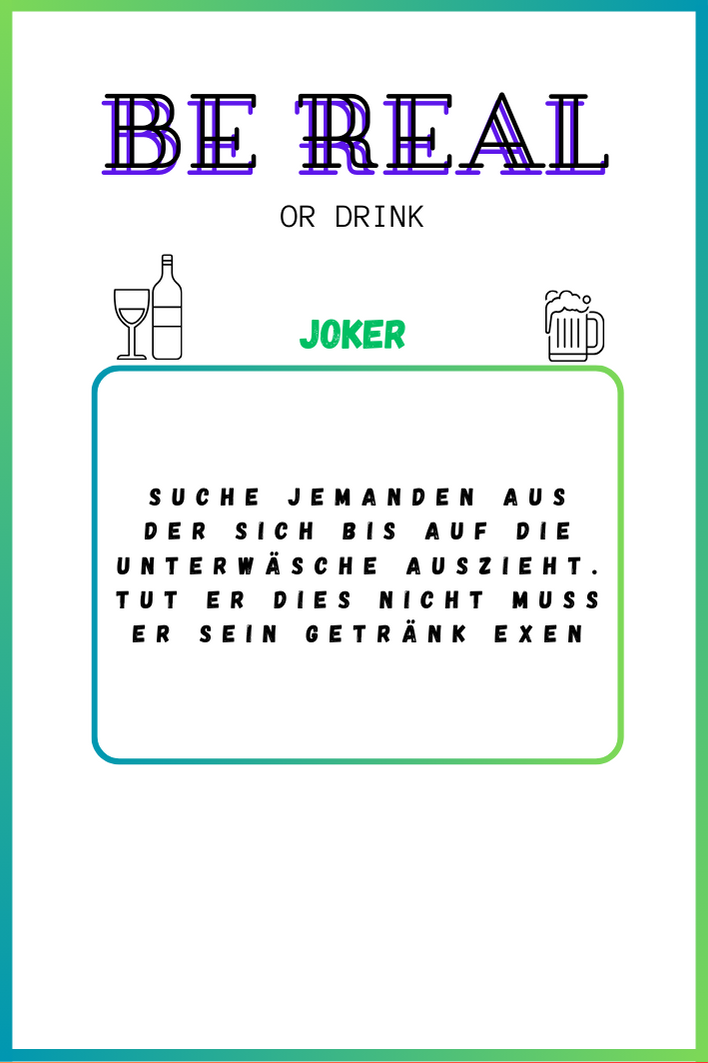 BE REAL
OR DRINK
JOKER
SUCHE JEMANDEN AUS
DER SICH BIS AUF DIE
UNTERWÄSCHE AUSZIEHT.
TUT ER DIES NICHT MUSS
ER SEIN GETRÄNK EXEN